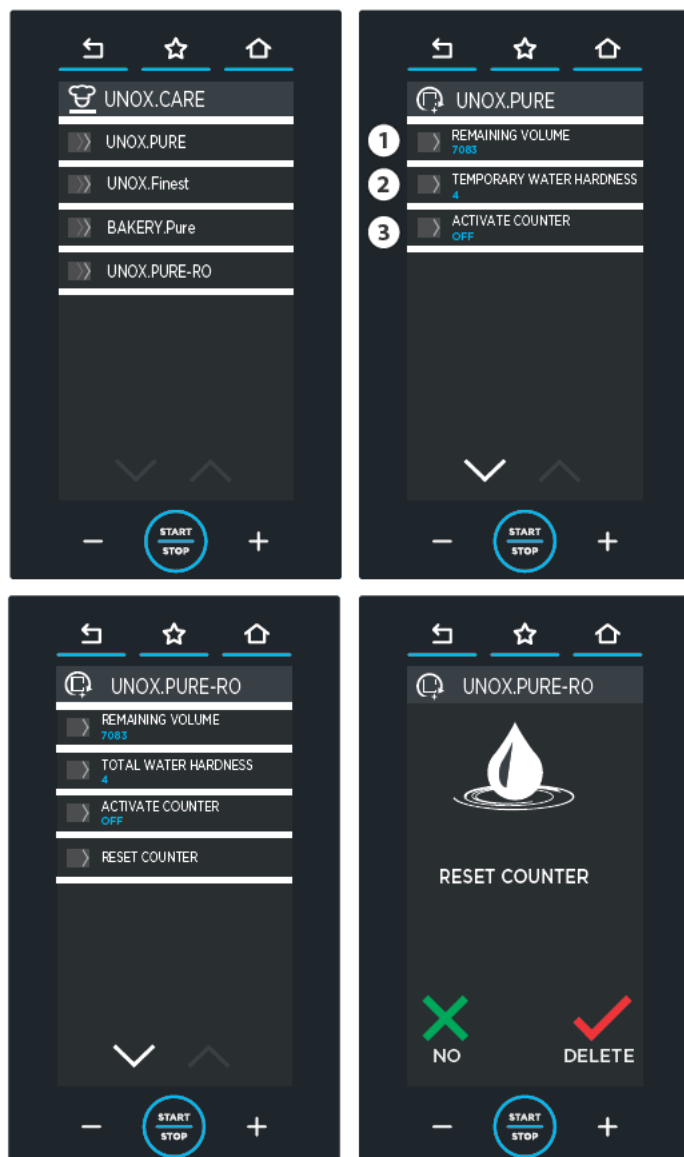 UNOX.CARE
UNOX.PURE
UNOX.Finest
BAKERY.Pure
UNOX.PURE-RO
START
STOP
UNOX.PURE
1
REMAINING VOLUME
7083
2
TEMPORARY WATER HARDNESS
4
3
ACTIVATE COUNTER
OFF
START
STOP
UNOX.PURE-RO
REMAINING VOLUME
7083
TOTAL WATER HARDNESS
4
ACTIVATE COUNTER
OFF
RESET COUNTER
START
STOP
UNOX.PURE-RO
RESET COUNTER
NO DELETE
START
STOP